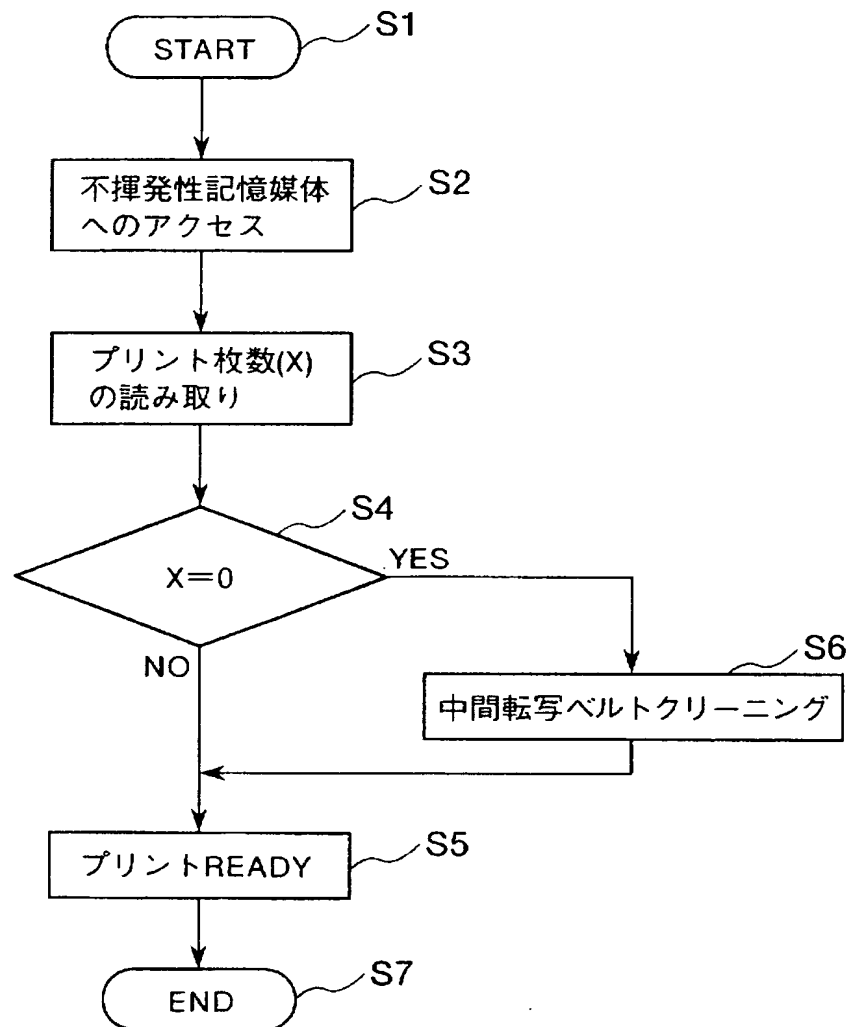 START
S1
不揮発性記憶媒体
へのアクセス
S2
プリント枚数(X)
の読み取り
S3
S4
X=0
YES
NO
S6
中間転写ベルトクリーニング
プリントREADY
S5
END
S7